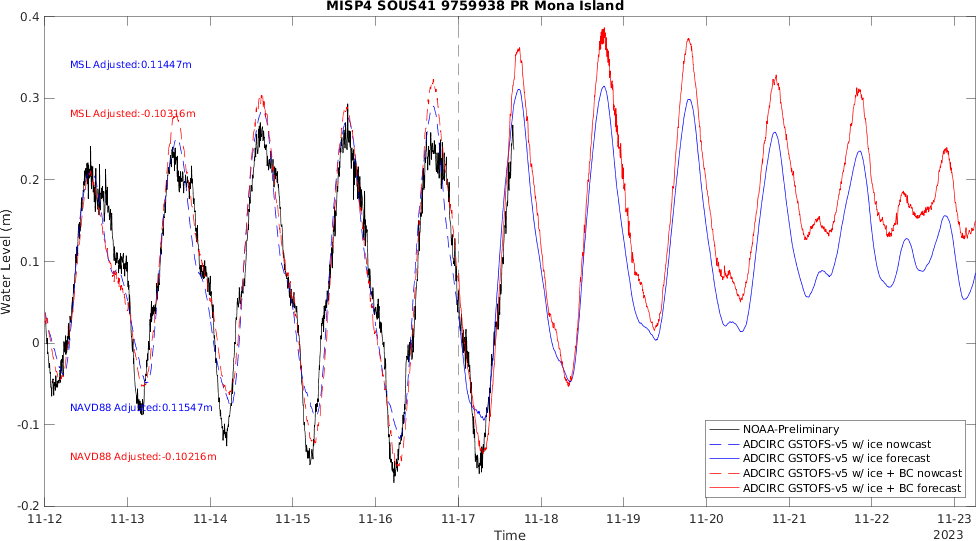 MISP4 SOUS41 9759938 PR Mona Island
0.4
MSL Adjusted:0.11447m
0.3
MSL Adjusted:-0.10316m
0.2
Water Level (m)
0.1
0
NAVD88 Adjusted:0.11547m
-0.1
NAVD88 Adjusted:-0.10216m
-0.2
NOAA-Preliminary
ADCIRC GSTOFS-v5 w/ ice nowcast
ADCIRC GSTOFS-v5 w/ ice forecast
ADCIRC GSTOFS-v5 w/ ice + BC nowcast
ADCIRC GSTOFS-v5 w/ ice + BC forecast
11-12 11-13 11-14 11-15 11-16 11-17 11-18 11-19 11-20 11-21 11-22 11-23
2023
Time